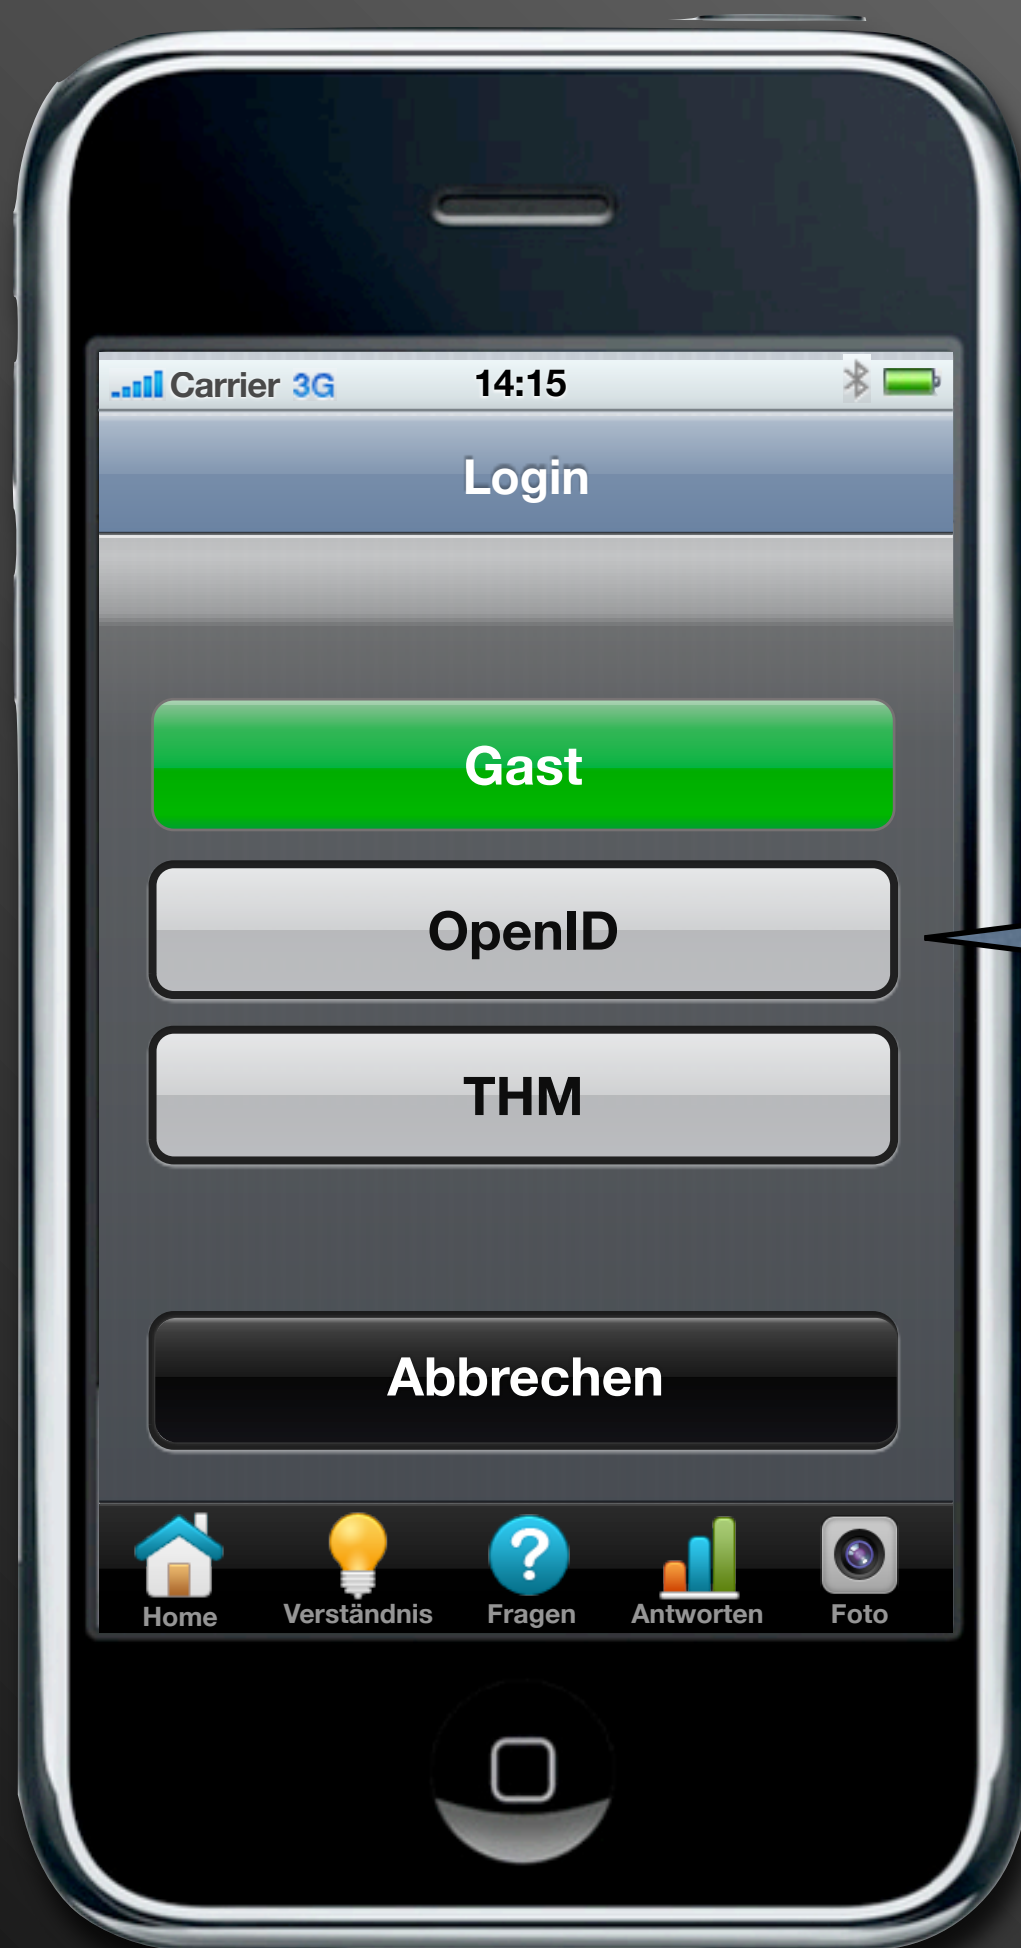 Carrier 3G 14:15
Login
Gast
OpenID
THM
Abbrechen
Home Verständnis Fragen Antworten Foto